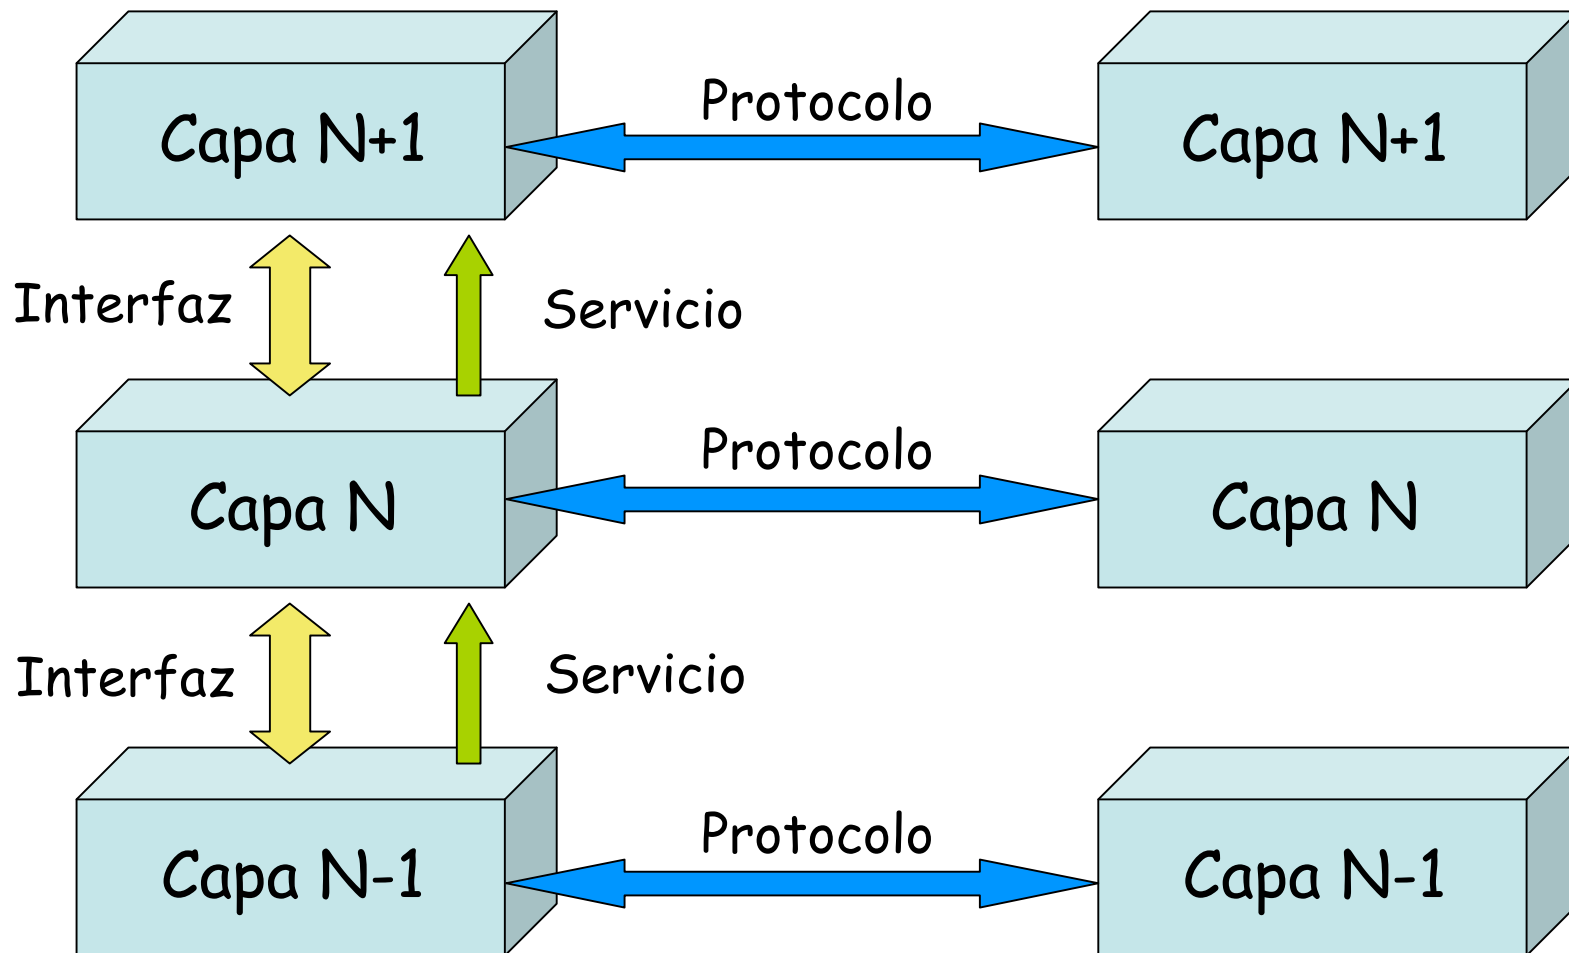 Protocolo
Capa N+1
Capa N+1
Interfaz
Servicio
Protocolo
Capa N
Capa N
Interfaz
Servicio
Protocolo
Capa N-1
Capa N-1